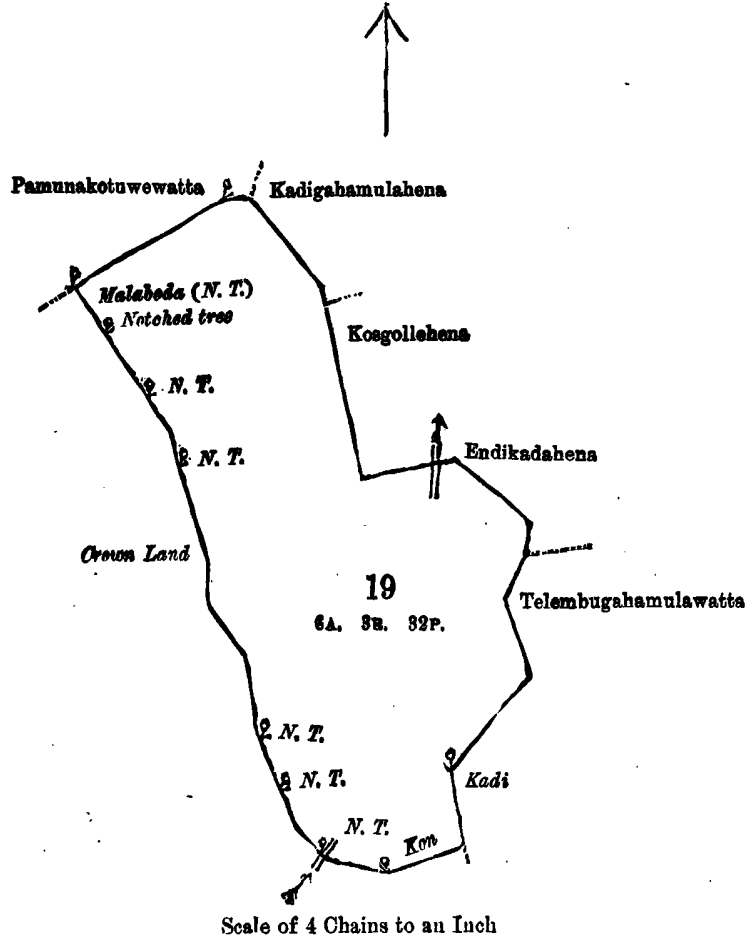 Pamunakotuwewatta
Kadigahamulahena
Malaboda (N. T.)
Notched tree
Kosgollehena
N. T.
N. T.
Endikadahena
Crown Land
19
6A. 3R. 32P.
Telembugahamulawatta
N. T.
N. T.
Kadi
N. T.
Kon
Scale of 4 Chains to an Inch